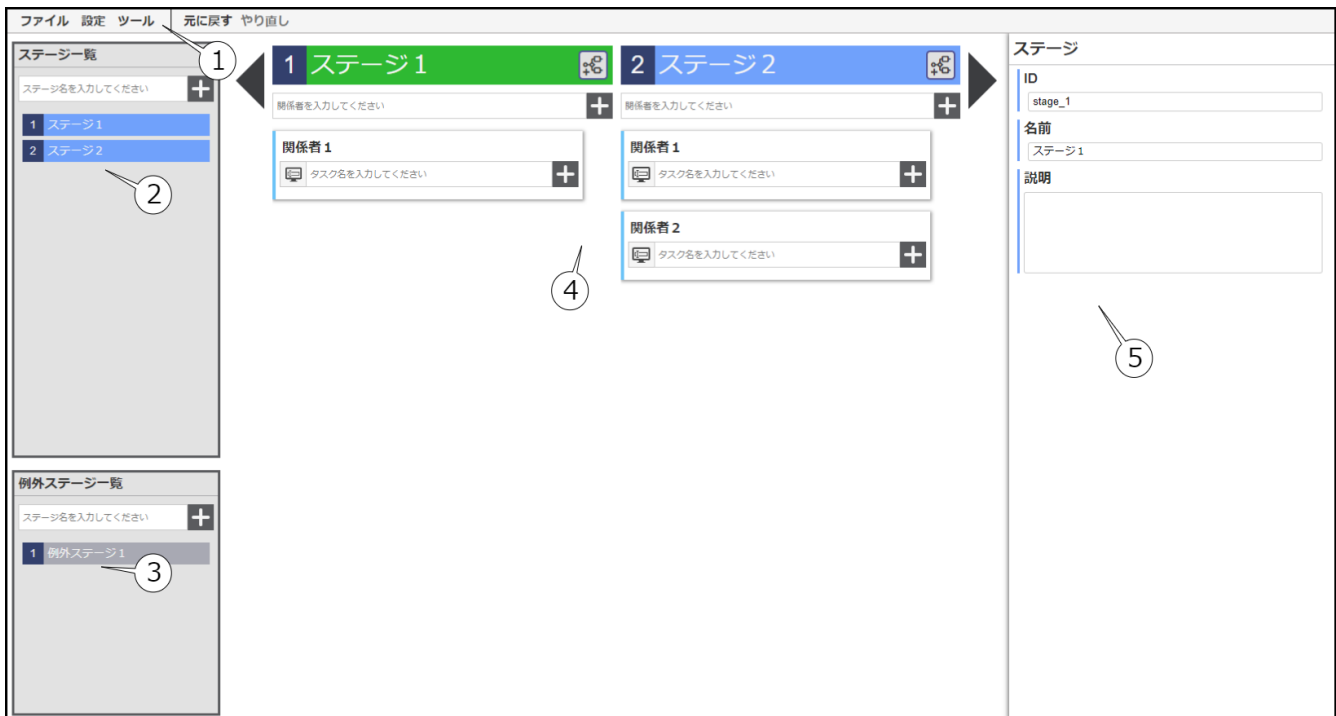 ファイル 設定 ツール 元に戻す やり直し
1
ステージ一覧
ステージ名を入力してください
1 ステージ１
2 ステージ２
2
例外ステージ一覧
ステージ名を入力してください
1 例外ステージ１
3
1 ステージ１
関係者を入力してください
関係者１
タスク名を入力してください
2 ステージ２
関係者を入力してください
関係者１
タスク名を入力してください
関係者２
タスク名を入力してください
4
ステージ
ID
stage_1
名前
ステージ１
説明
5